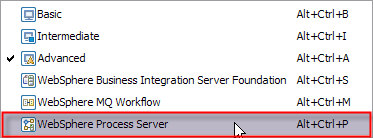 Basic Alt+Ctrl+B
Intermediate Alt+Ctrl+I
Advanced Alt+Ctrl+A
WebSphere Business Integration Server Foundation Alt+Ctrl+S
WebSphere MQ Workflow Alt+Ctrl+M
WebSphere Process Server Alt+Ctrl+P